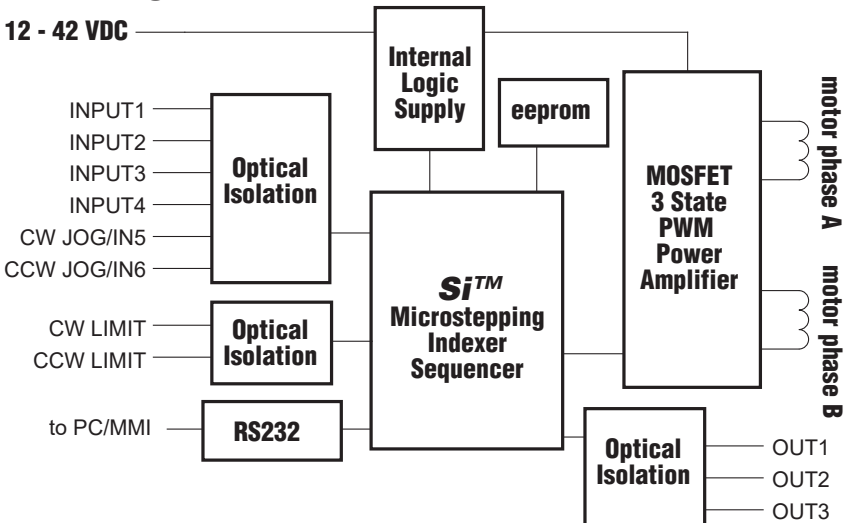 12 - 42 VDC
Internal
Logic
Supply
eeprom
INPUT1
INPUT2
INPUT3
INPUT4
CW JOG/IN5
CCW JOG/IN6
Optical
Isolation
MOSFET
3 State
PWM
Power
Amplifier
motor phase A
motor phase B
Si™
Microstepping
Indexer
Sequencer
CW LIMIT
CCW LIMIT
Optical
Isolation
to PC/MMI
RS232
Optical
Isolation
OUT1
OUT2
OUT3